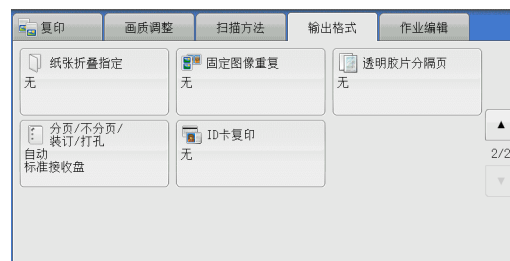 复印
画质调整
扫描方法
输出格式
作业编辑
纸张折叠指定
无
固定图像重复
无
透明胶片分隔页
无
分页/不分页/
装订/打孔
自动
标准接收盘
ID卡复印
无
▲
2/2
▼